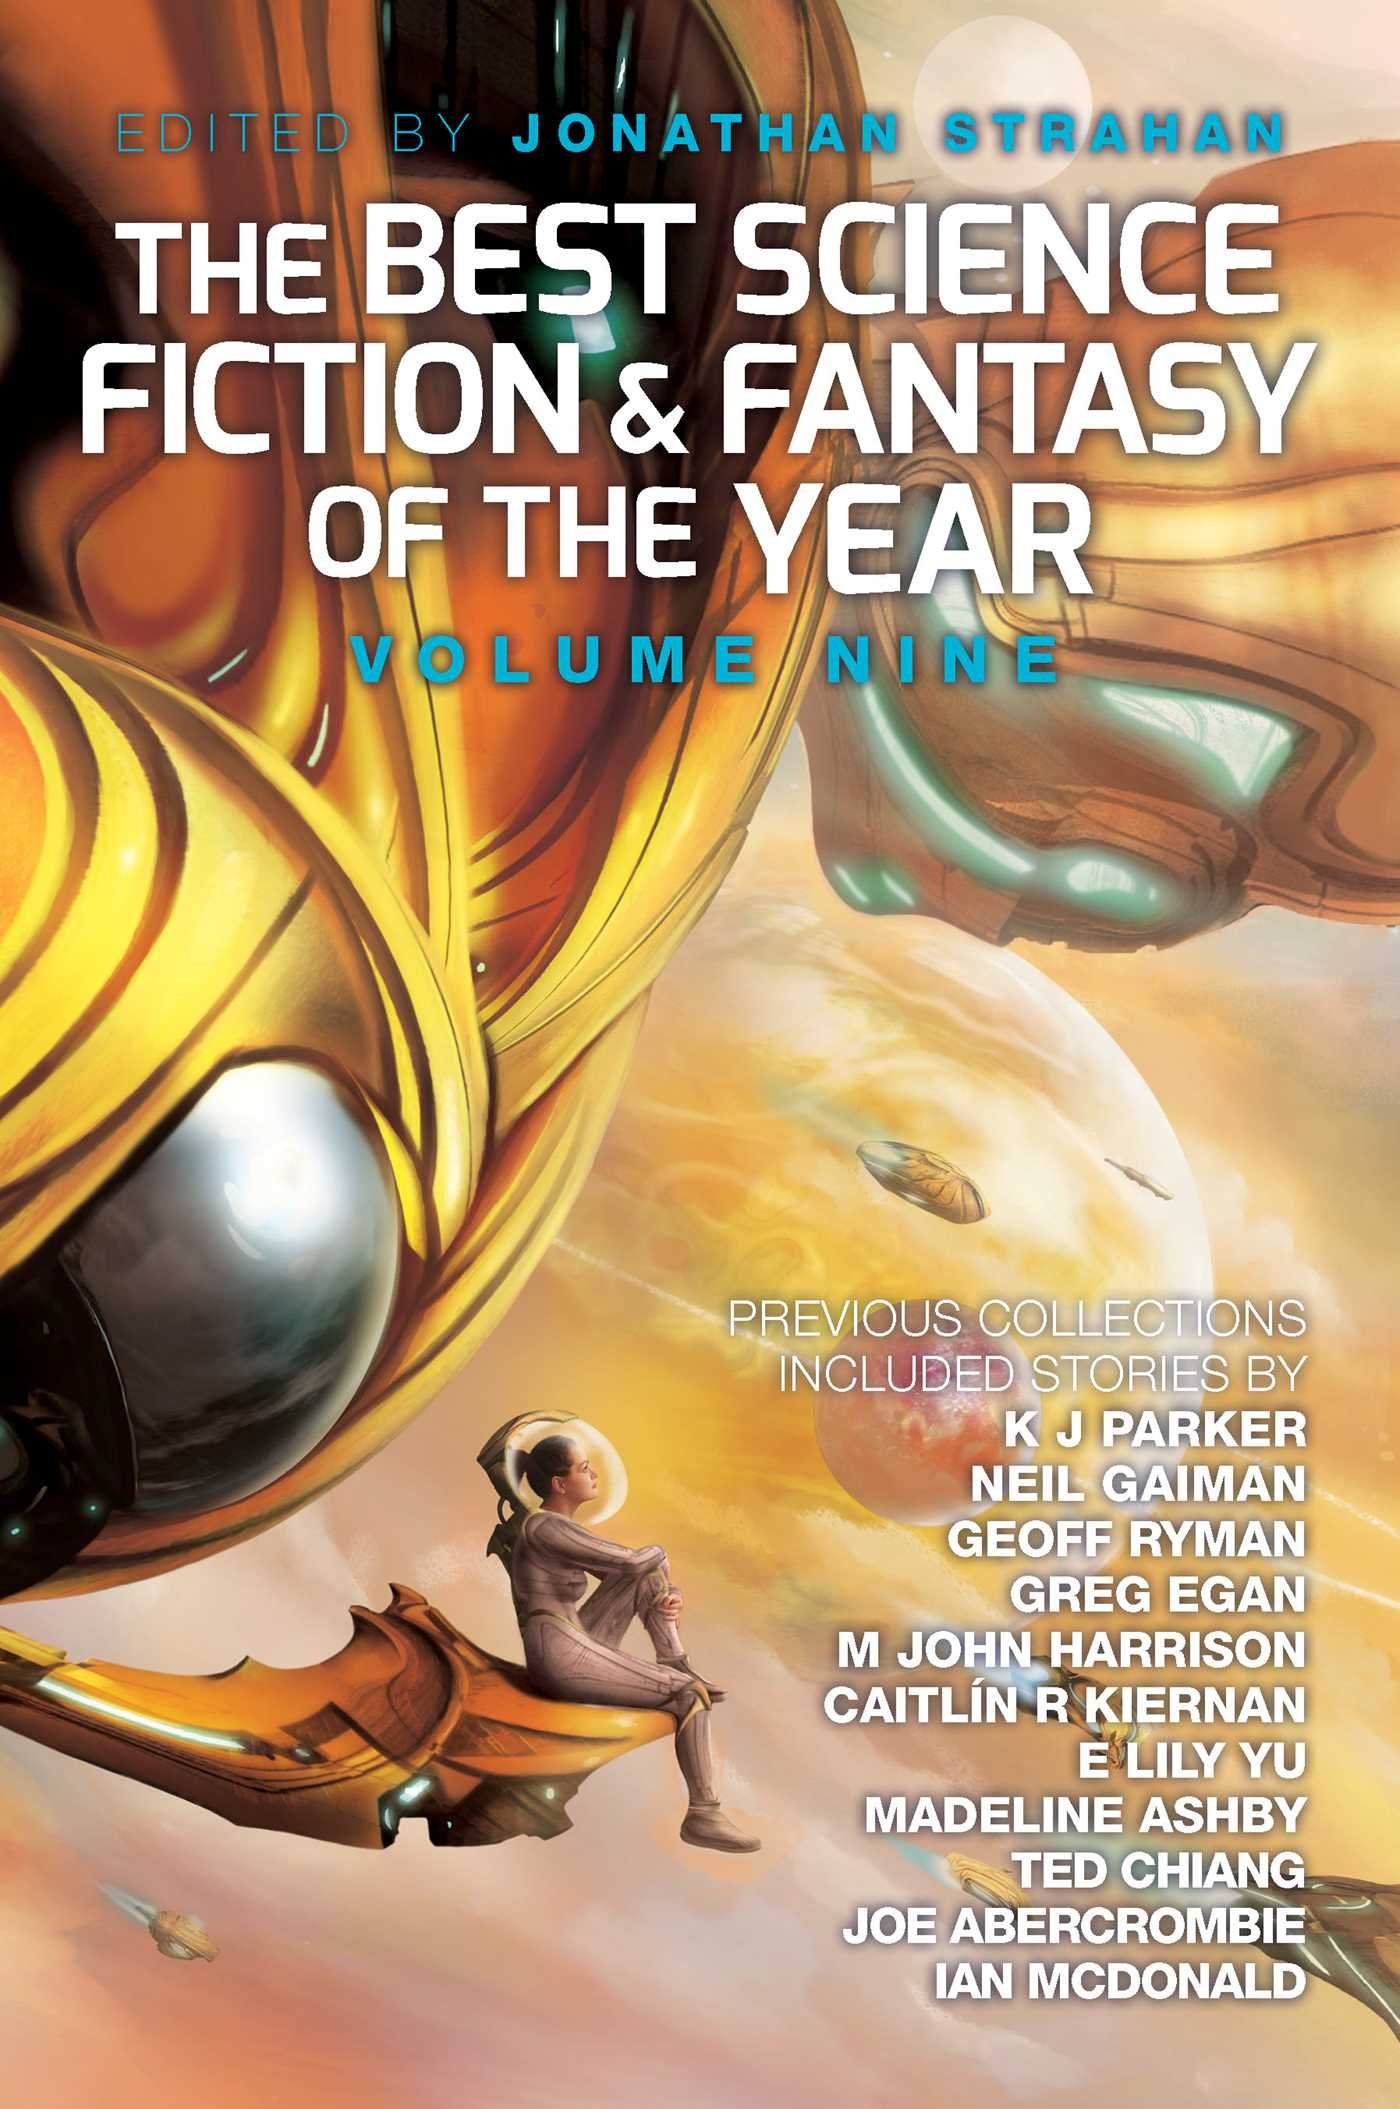 EDITED BY JONATHAN STRAHAN
THE BEST SCIENCE
FICTION & FANTASY
OF THE YEAR
VOLUME NINE
PREVIOUS COLLECTIONS
INCLUDED STORIES BY
K J PARKER
NEIL GAIMAN
GEOFF RYMAN
GREG EGAN
M JOHN HARRISON
CAITLÍN R KIERNAN
E LILY YU
MADELINE ASHBY
TED CHIANG
JOE ABERCROMBIE
IAN MCDONALD